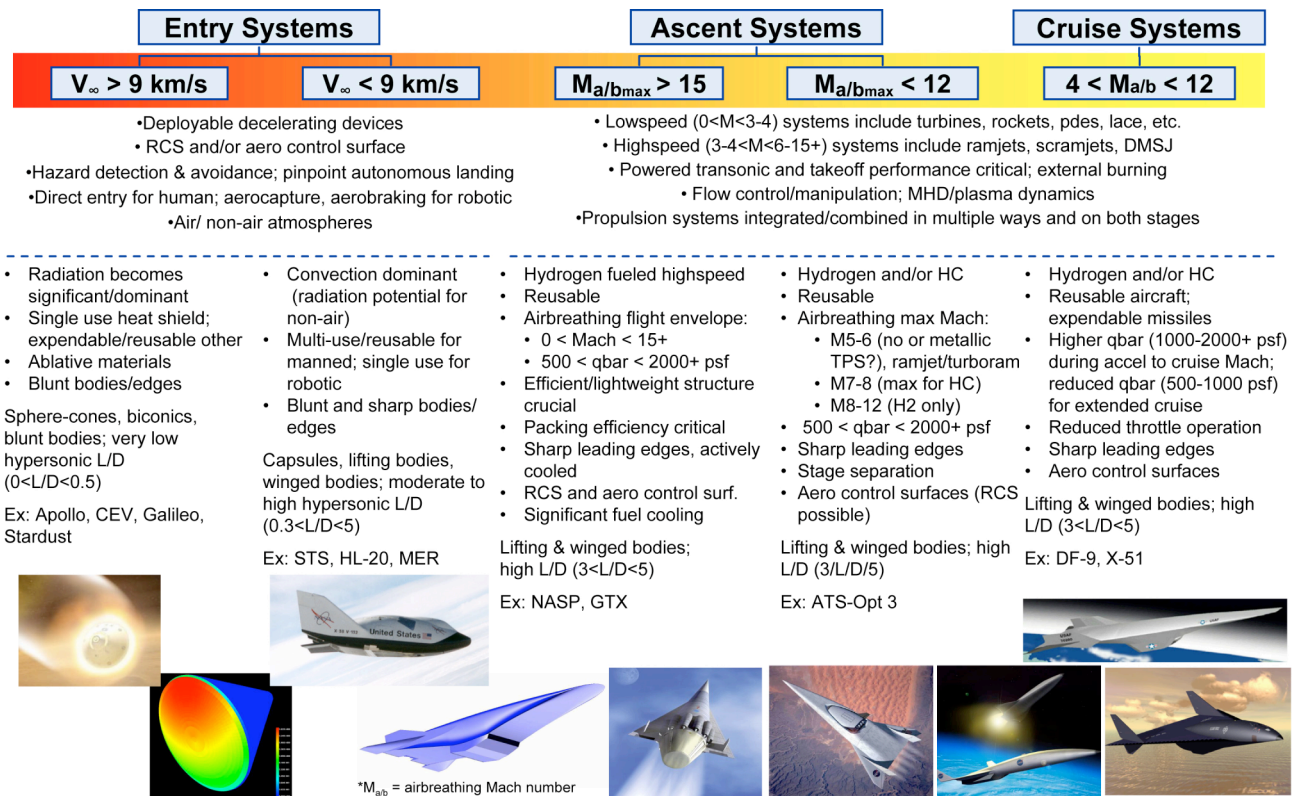 Entry Systems
Ascent Systems
Cruise Systems
V∞ > 9 km/s
V∞ < 9 km/s
Ma/bmax > 15
Ma/bmax < 12
4 < Ma/b < 12
•Deployable decelerating devices
• RCS and/or aero control surface
•Hazard detection & avoidance; pinpoint autonomous landing
•Direct entry for human; aerocapture, aerobraking for robotic
•Air/ non-air atmospheres
• Lowspeed (0<M<3-4) systems include turbines, rockets, pdes, lace, etc.
• Highspeed (3-4<M<6-15+) systems include ramjets, scramjets, DMSJ
• Powered transonic and takeoff performance critical; external burning
• Flow control/manipulation; MHD/plasma dynamics
•Propulsion systems integrated/combined in multiple ways and on both stages
• Radiation becomes
significant/dominant
• Single use heat shield;
expendable/reusable other
• Ablative materials
• Blunt bodies/edges
Sphere-cones, biconics,
blunt bodies; very low
hypersonic L/D
(0<L/D<0.5)
Ex: Apollo, CEV, Galileo,
Stardust
• Convection dominant
(radiation potential for
non-air)
• Multi-use/reusable for
manned; single use for
robotic
• Blunt and sharp bodies/
edges
Capsules, lifting bodies,
winged bodies; moderate to
high hypersonic L/D
(0.3<L/D<5)
Ex: STS, HL-20, MER
• Hydrogen fueled highspeed
• Reusable
• Airbreathing flight envelope:
• 0 < Mach < 15+
• 500 < qbar < 2000+ psf
• Efficient/lightweight structure
crucial
• Packing efficiency critical
• Sharp leading edges, actively
cooled
• RCS and aero control surf.
• Significant fuel cooling
Lifting & winged bodies;
high L/D (3<L/D<5)
Ex: NASP, GTX
• Hydrogen and/or HC
• Reusable
• Airbreathing max Mach:
• M5-6 (no or metallic
TPS?), ramjet/turboram
• M7-8 (max for HC)
• M8-12 (H2 only)
• 500 < qbar < 2000+ psf
• Sharp leading edges
• Stage separation
• Aero control surfaces (RCS
possible)
Lifting & winged bodies; high
L/D (3/L/D/5)
Ex: ATS-Opt 3
• Hydrogen and/or HC
• Reusable aircraft;
expendable missiles
• Higher qbar (1000-2000+ psf)
during accel to cruise Mach;
reduced qbar (500-1000 psf)
for extended cruise
• Reduced throttle operation
• Sharp leading edges
• Aero control surfaces
Lifting & winged bodies; high
L/D (3<L/D<5)
Ex: DF-9, X-51
United States
*Ma/b = airbreathing Mach number